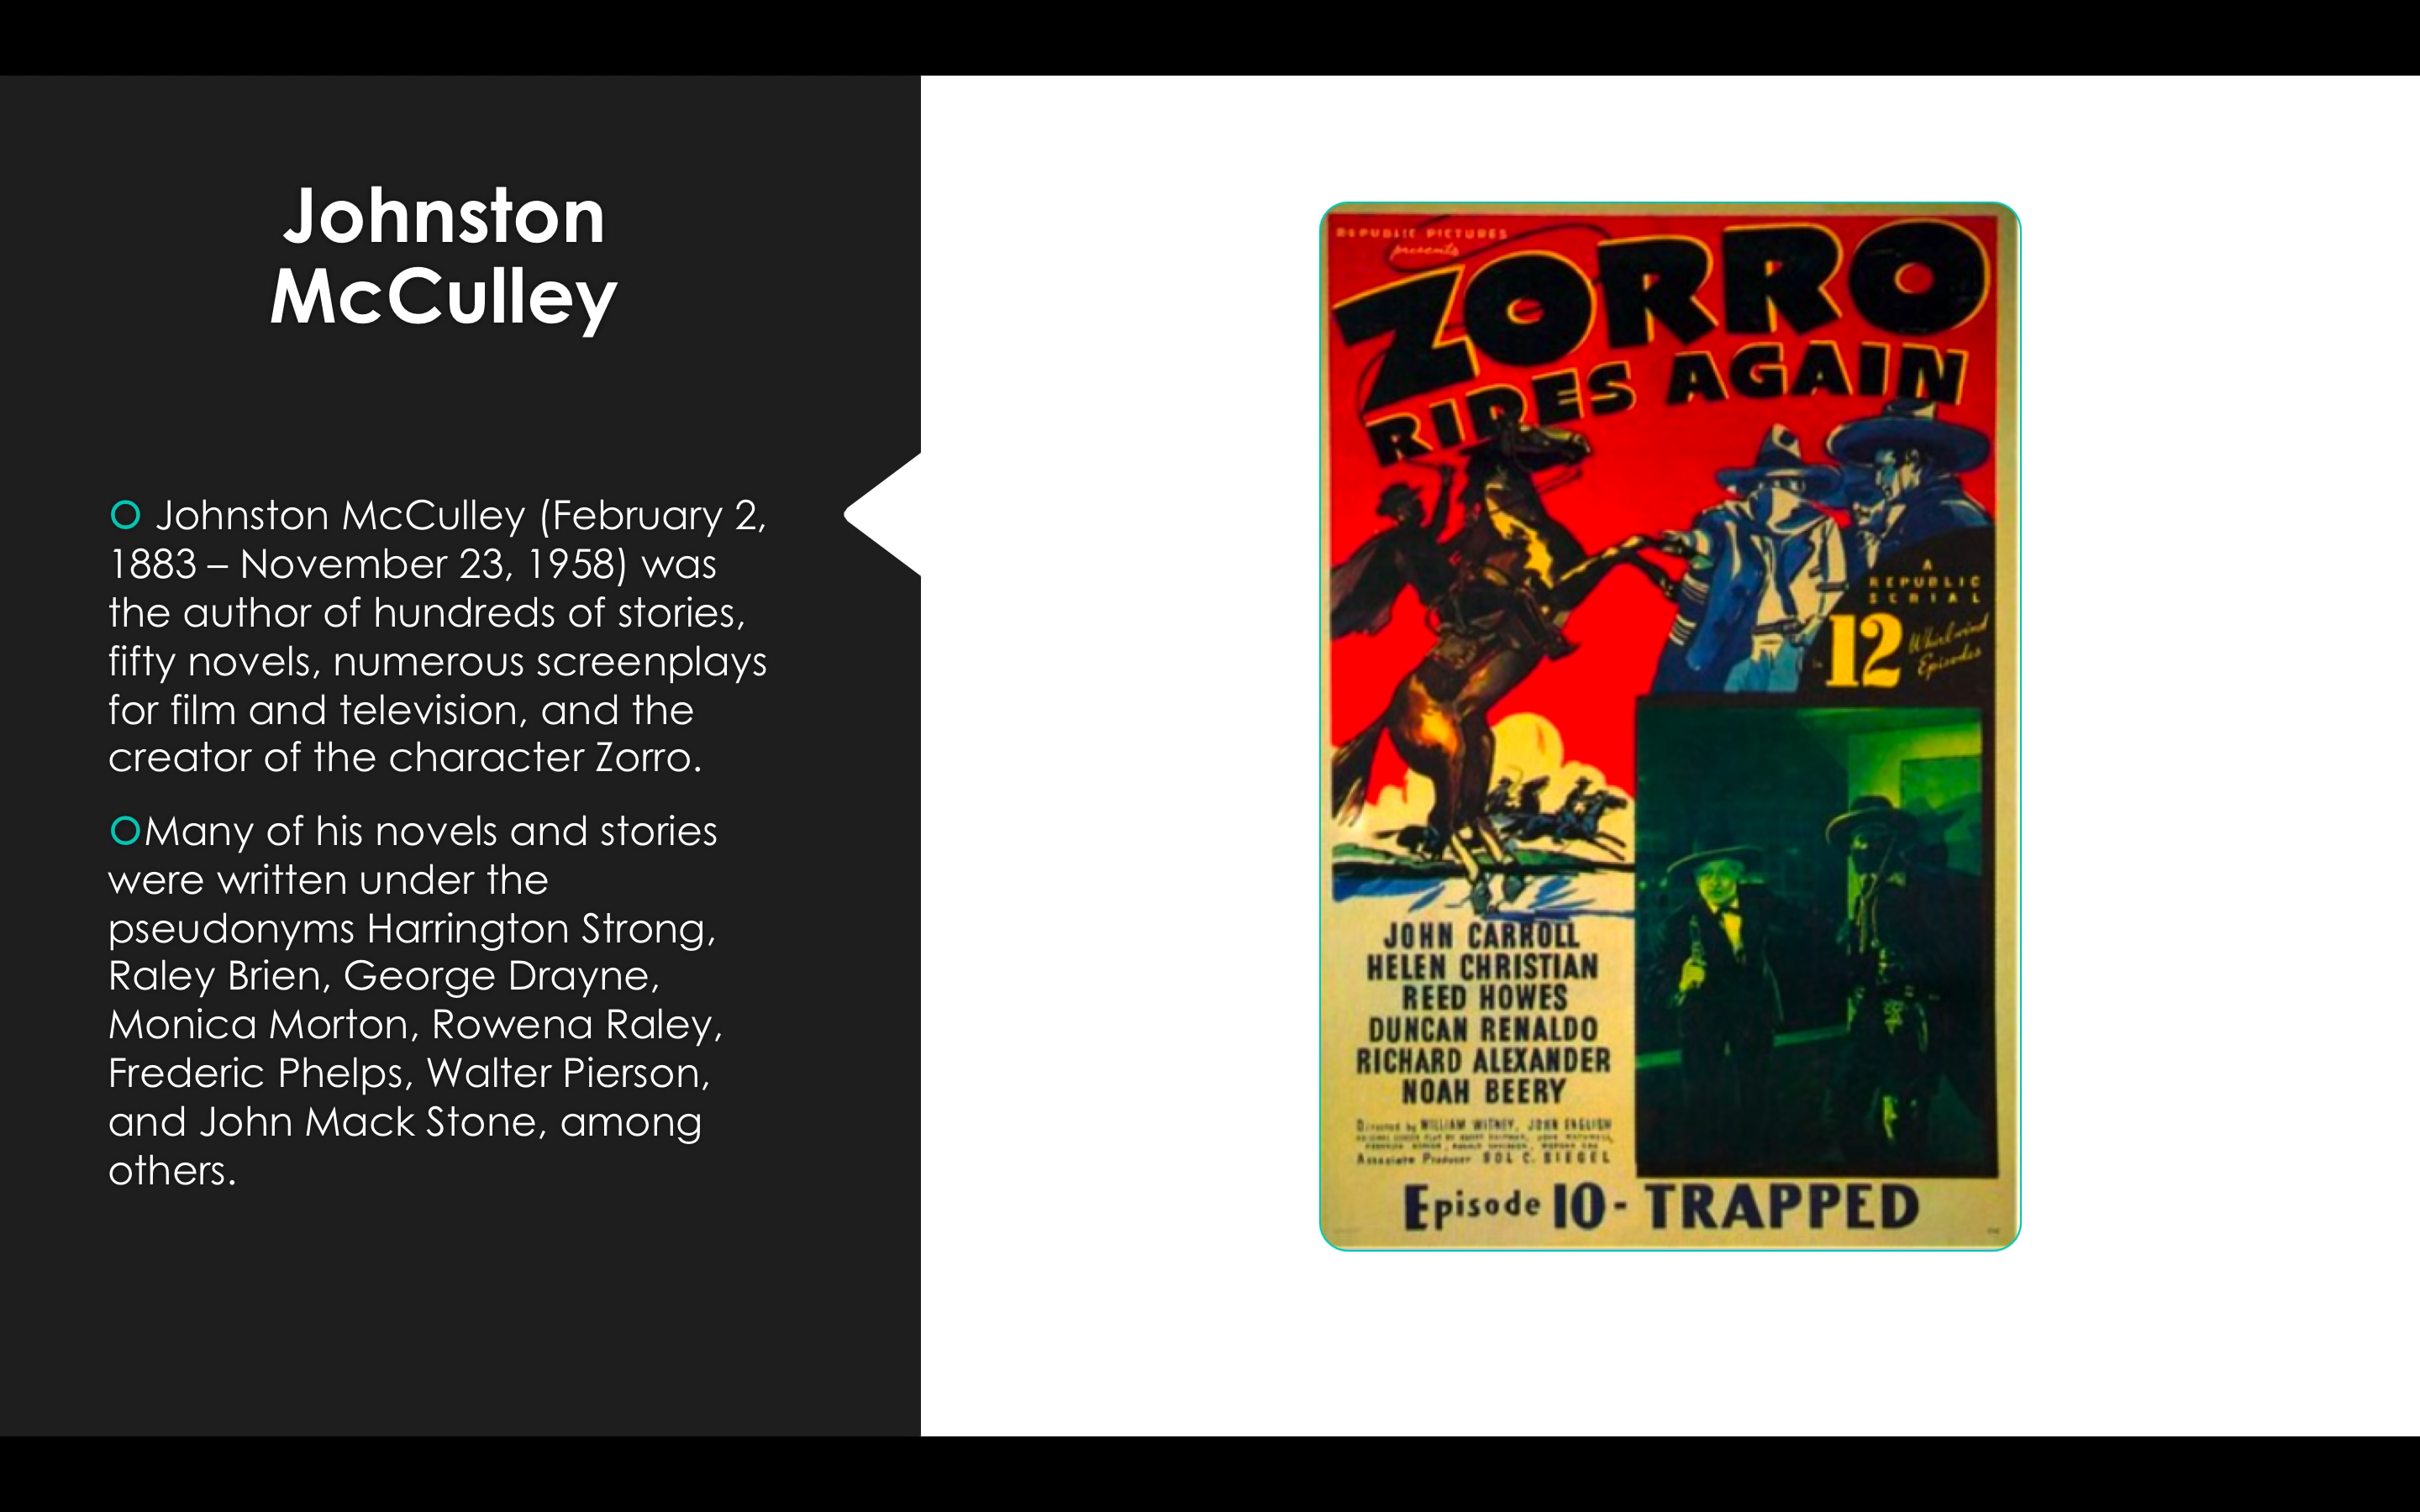 Johnston
McCulley
Johnston McCulley (February 2,
1883 – November 23, 1958) was
the author of hundreds of stories,
fifty novels, numerous screenplays
for film and television, and the
creator of the character Zorro.
Many of his novels and stories
were written under the
pseudonyms Harrington Strong,
Raley Brien, George Drayne,
Monica Morton, Rowena Raley,
Frederic Phelps, Walter Pierson,
and John Mack Stone, among
others.
REPUBLIC PICTURES
presents
ZORRO
RIDES AGAIN
A
REPUBLIC
SERIAL
in 12 Whirlwind
Episodes
JOHN CARROLL
HELEN CHRISTIAN
REED HOWES
DUNCAN RENALDO
RICHARD ALEXANDER
NOAH BEERY
Directed by WILLIAM WITNEY, JOHN ENGLISH
Associate Producer SOL C. SIEGEL
Episode 10 - TRAPPED